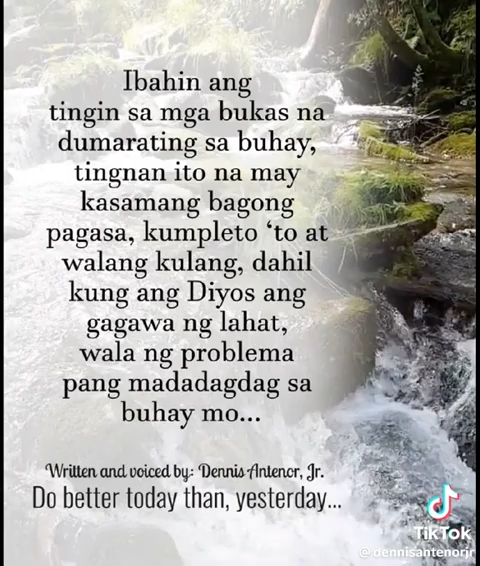 Ibahin ang
tingin sa mga bukas na
dumarating sa buhay,
tingnan ito na may
kasamang bagong
pagasa, kumpleto ‘to at
walang kulang, dahil
kung ang Diyos ang
gagawa ng lahat,
wala ng problema
pang madadagdag sa
buhay mo...
Written and voiced by: Dennis Antenor, Jr.
Do better today than, yesterday...
TikTok
@dennisantenorjr